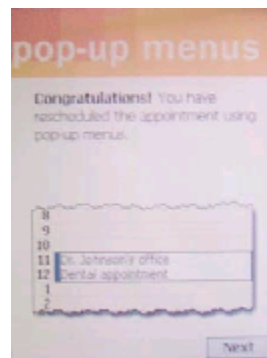 pop-up menus
Congratulations! You have
rescheduled the appointment using
pop-up menus.
8
9
10
11 Dr. Johnson's office
12 Dental appointment
1
2
Next